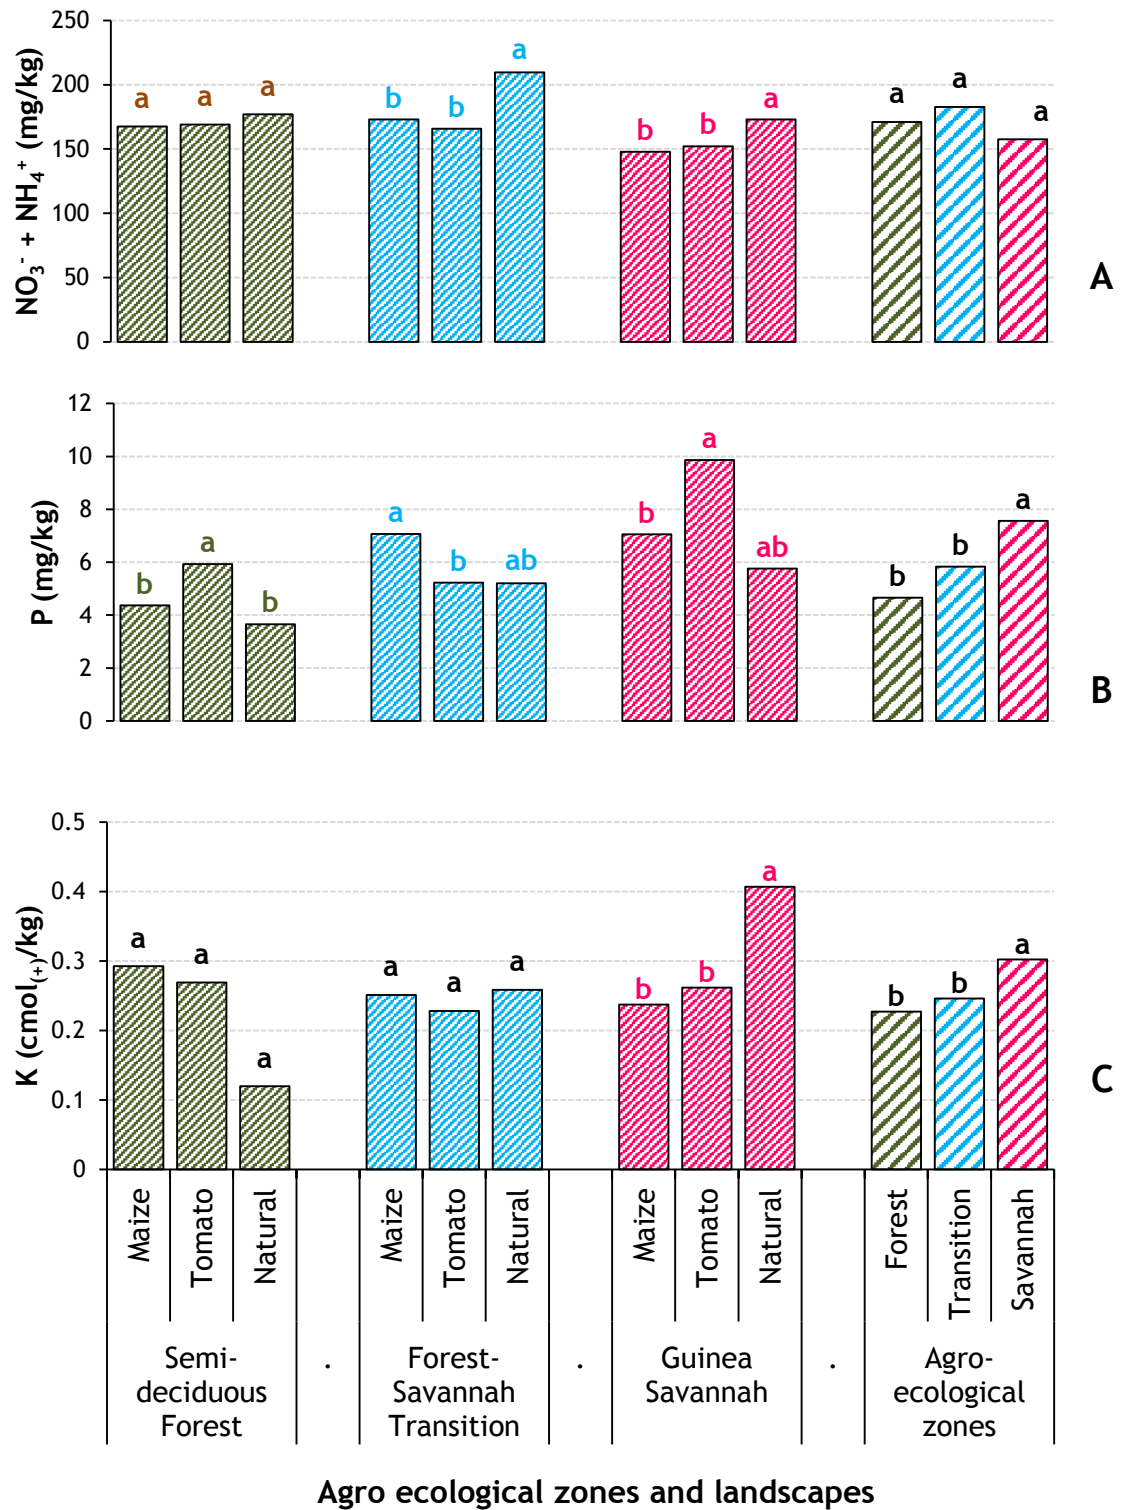 250
200
150
100
50
0
NO₃⁻ + NH₄⁺ (mg/kg)
a a a b b a b b a a a a
A
12
10
8
6
4
2
0
P (mg/kg)
b a b a b ab b a ab b b a
B
0.5
0.4
0.3
0.2
0.1
0
K (cmol₍₊₎/kg)
a a a a a a b b a b b a
C
Maize Tomato Natural Maize Tomato Natural Maize Tomato Natural Forest Transition Savannah
Semi- . Forest- . Guinea . Agro-
deciduous Savannah Savannah ecological
Forest Transition zones
Agro ecological zones and landscapes